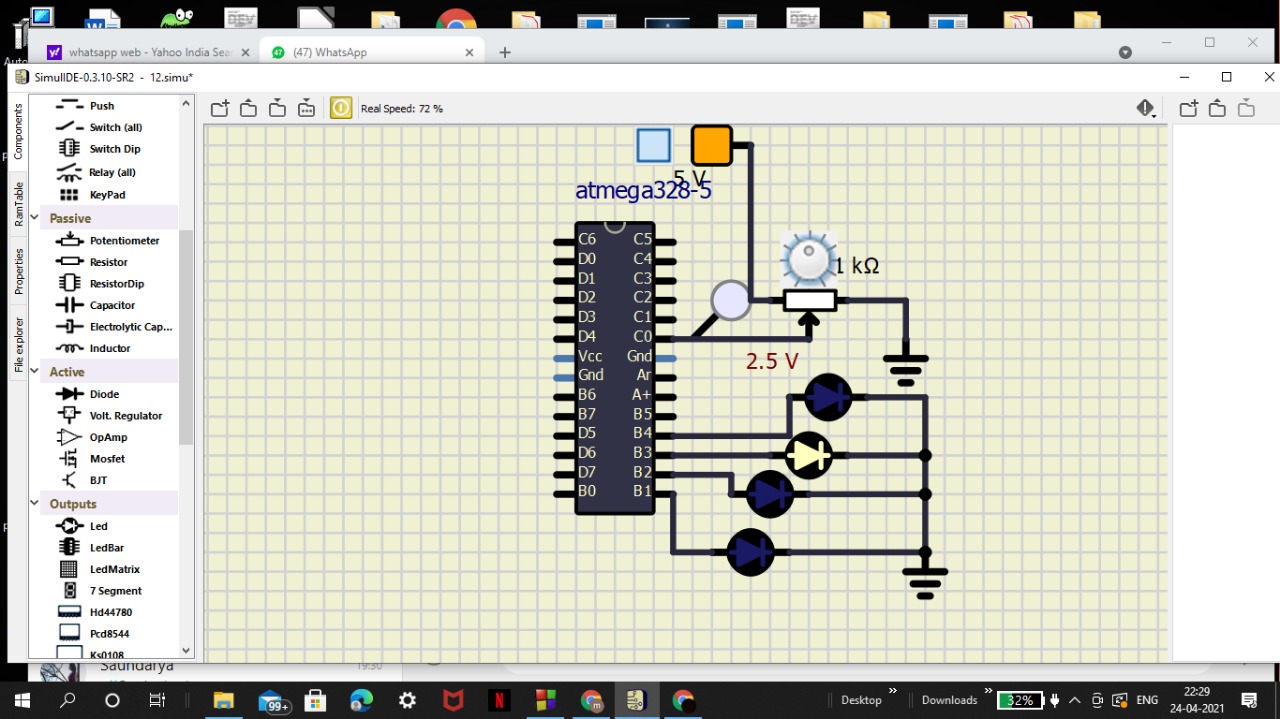 DEV
DEV
whatsapp web - Yahoo India Sea
47
(47) WhatsApp
SimulIDE-0.3.10-SR2 - 12.simu*
Components
RamTable
Properties
File explorer
Push
Switch (all)
Switch Dip
Relay (all)
KeyPad
Passive
Potentiometer
Resistor
ResistorDip
Capacitor
Electrolytic Cap...
Inductor
Active
Diode
Volt. Regulator
OpAmp
Mosfet
BJT
Outputs
Led
LedBar
LedMatrix
7 Segment
Hd44780
Pcd8544
Ks0108
Real Speed: 72 %
5 V
atmega328-5
C6 C5
D0 C4
D1 C3
D2 C2
D3 C1
D4 C0
Vcc Gnd
Gnd Ar
B6 A+
B7 B5
D5 B4
D6 B3
D7 B2
B0 B1
1 kΩ
2.5 V
Saundarya
19:30
99+
Desktop
Downloads
32%
ENG
22:29
24-04-2021